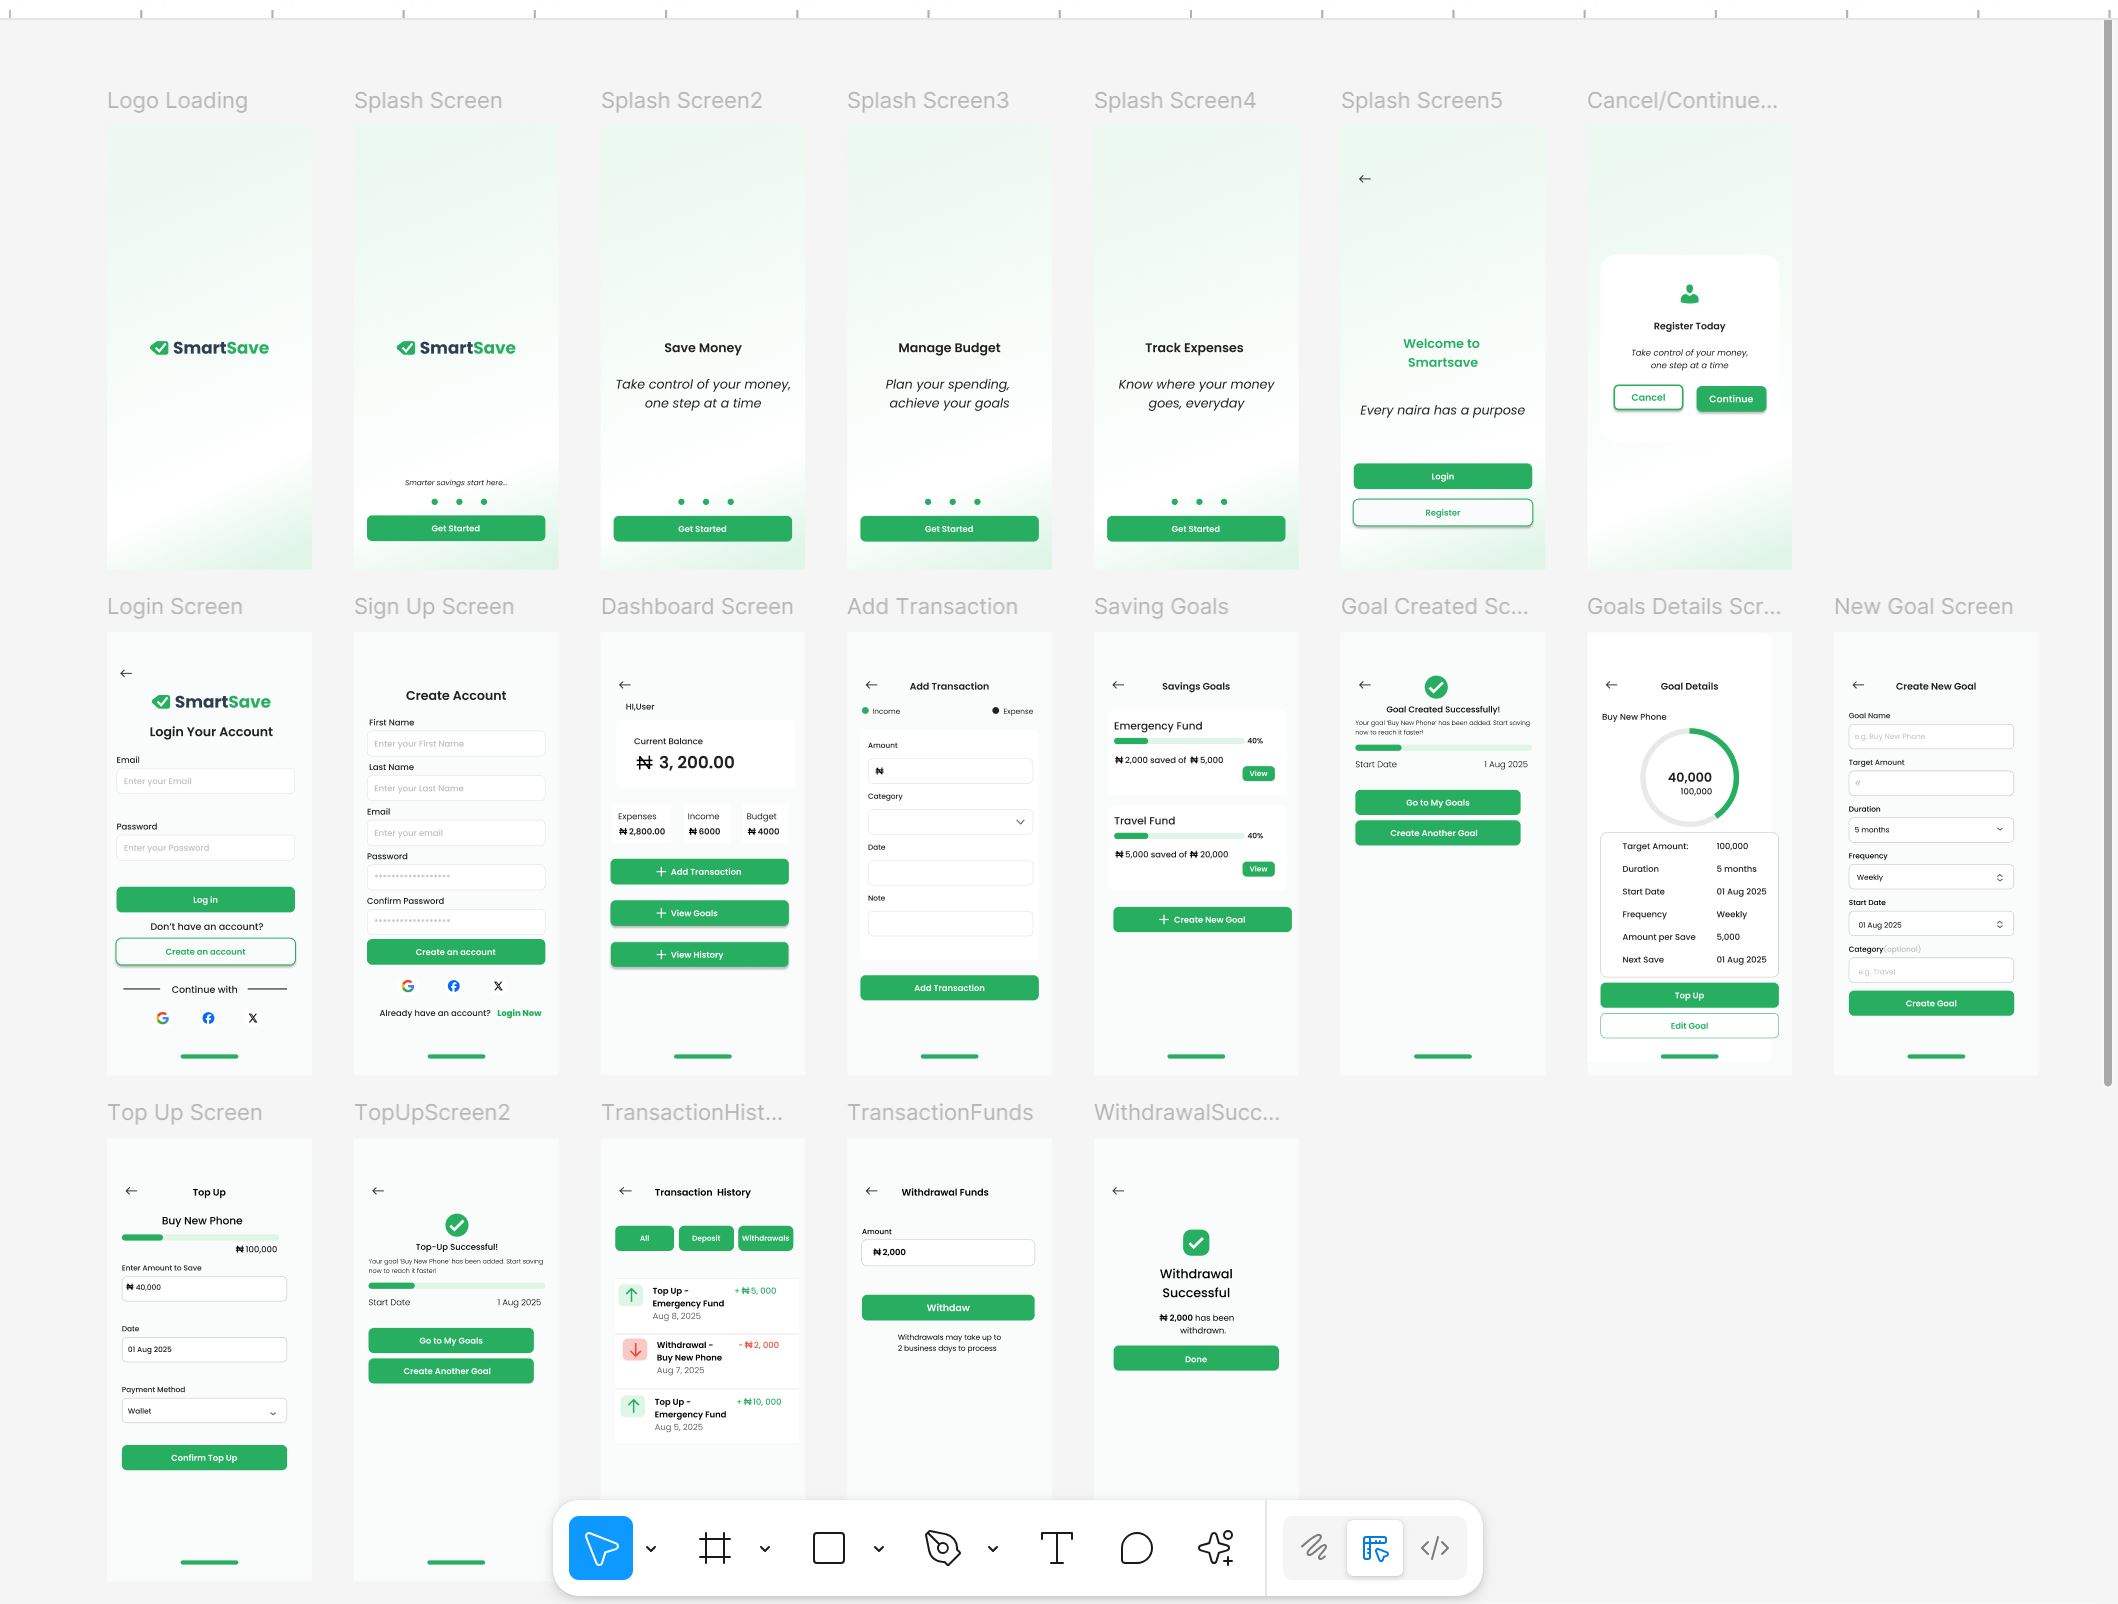 Logo Loading
Splash Screen
Splash Screen2
Splash Screen3
Splash Screen4
Splash Screen5
Cancel/Continue...
SmartSave
SmartSave
Smarter savings start here...
Get Started
Save Money
Take control of your money,
one step at a time
Get Started
Manage Budget
Plan your spending,
achieve your goals
Get Started
Track Expenses
Know where your money
goes, everyday
Get Started
Welcome to
Smartsave
Every naira has a purpose
Login
Register
Register Today
Take control of your money,
one step at a time
Cancel
Continue
Login Screen
Sign Up Screen
Dashboard Screen
Add Transaction
Saving Goals
Goal Created Sc...
Goals Details Scr...
New Goal Screen
SmartSave
Login Your Account
Email
Enter your Email
Password
Enter your Password
Log in
Don't have an account?
Create an account
Continue with
Create Account
First Name
Enter your First Name
Last Name
Enter your Last Name
Email
Enter your email
Password
*****************
Confirm Password
*****************
Create an account
Already have an account? Login Now
Hi,User
Current Balance
₦ 3, 200.00
Expenses
₦ 2,800.00
Income
₦ 6000
Budget
₦ 4000
+ Add Transaction
+ View Goals
+ View History
Add Transaction
Income
Expense
Amount
₦
Category
Date
Note
Add Transaction
Savings Goals
Emergency Fund
40%
₦ 2,000 saved of ₦ 5,000
View
Travel Fund
40%
₦ 5,000 saved of ₦ 20,000
View
+ Create New Goal
Goal Created Successfully!
Your goal 'Buy New Phone' has been added. Start saving
now to reach it faster!
Start Date
1 Aug 2025
Go to My Goals
Create Another Goal
Goal Details
Buy New Phone
40,000
100,000
Target Amount: 100,000
Duration 5 months
Start Date 01 Aug 2025
Frequency Weekly
Amount per Save 5,000
Next Save 01 Aug 2025
Top Up
Edit Goal
Create New Goal
Goal Name
e.g. Buy New Phone
Target Amount
#
Duration
5 months
Frequency
Weekly
Start Date
01 Aug 2025
Category(optional)
e.g. Travel
Create Goal
Top Up Screen
TopUpScreen2
TransactionHist...
TransactionFunds
WithdrawalSucc...
Top Up
Buy New Phone
₦ 100,000
Enter Amount to Save
₦ 40,000
Date
01 Aug 2025
Payment Method
Wallet
Confirm Top Up
Top-Up Successful!
Your goal 'Buy New Phone' has been added. Start saving
now to reach it faster!
Start Date
1 Aug 2025
Go to My Goals
Create Another Goal
Transaction History
All
Deposit
Withdrawals
Top Up -
Emergency Fund
Aug 8, 2025
+ ₦ 5, 000
Withdrawal -
Buy New Phone
Aug 7, 2025
- ₦ 2, 000
Top Up -
Emergency Fund
Aug 5, 2025
+ ₦ 10, 000
Withdrawal Funds
Amount
₦ 2,000
Withdaw
Withdrawals may take up to
2 business days to process
Withdrawal
Successful
₦ 2,000 has been
withdrawn.
Done